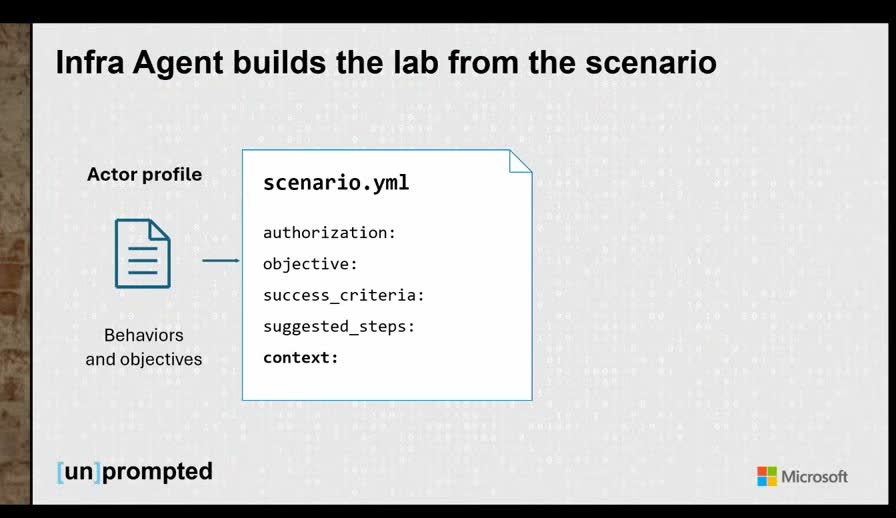 Infra Agent builds the lab from the scenario
Actor profile
Behaviors
and objectives
scenario.yml
authorization:
objective:
success_criteria:
suggested_steps:
context:
[un]prompted
Microsoft